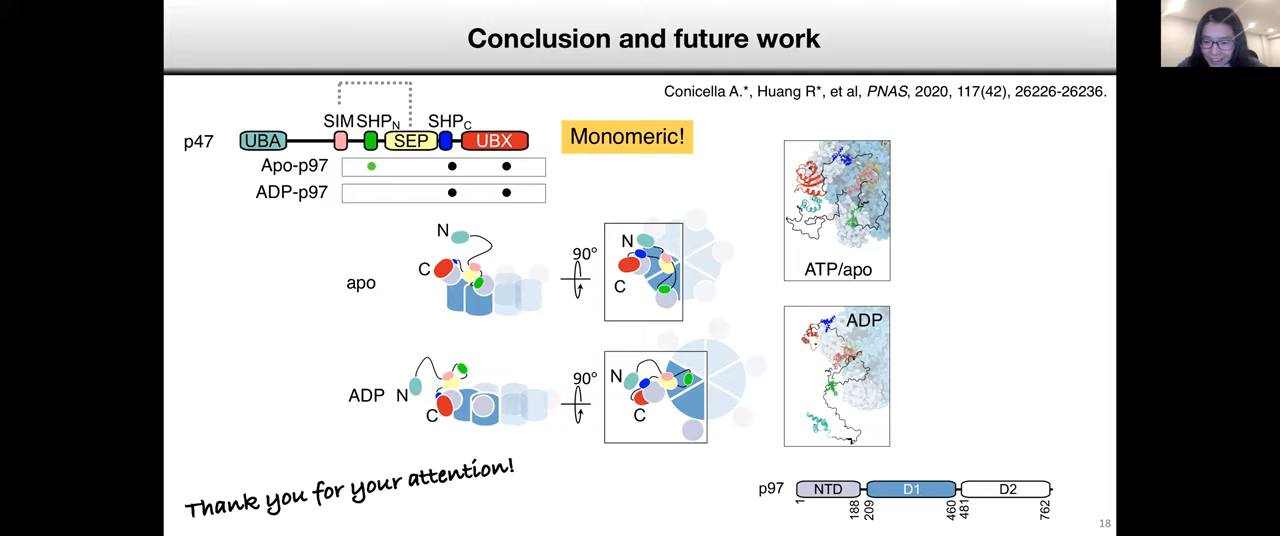 Conclusion and future work
Conicella A.*, Huang R*, et al, PNAS, 2020, 117(42), 26226-26236.
SIM SHPN SHPC
p47 UBA SEP UBX
Monomeric!
Apo-p97
ADP-p97
N
C
apo
90°
N
C
ATP/apo
ADP
N
C
90°
N
C
ADP
Thank you for your attention!
p97 NTD D1 D2
1 188 209 460 481 762
18